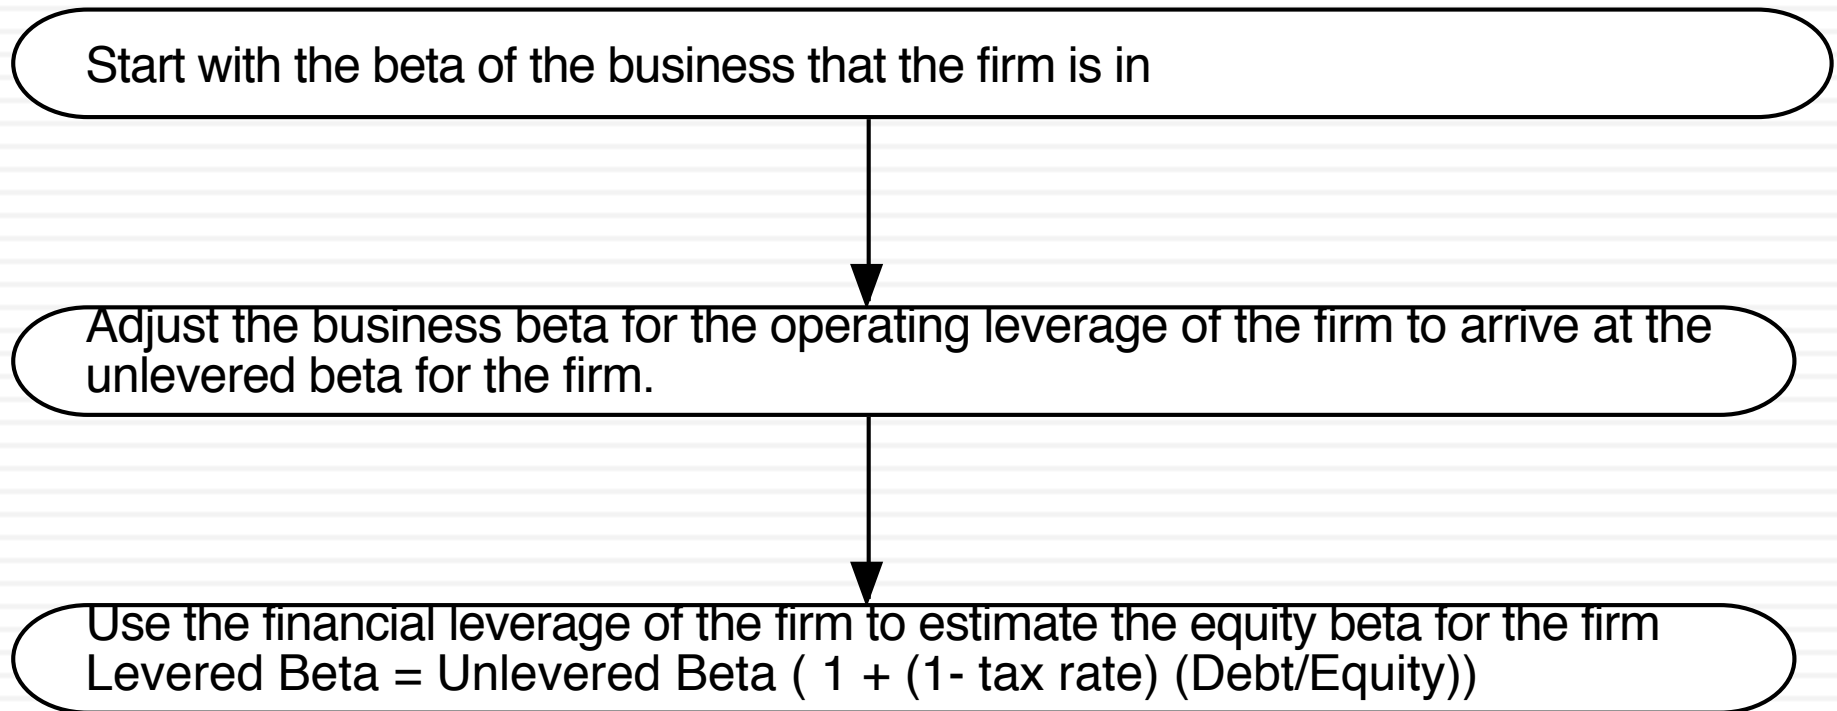 Start with the beta of the business that the firm is in
Adjust the business beta for the operating leverage of the firm to arrive at the
unlevered beta for the firm.
Use the financial leverage of the firm to estimate the equity beta for the firm
Levered Beta = Unlevered Beta ( 1 + (1- tax rate) (Debt/Equity))